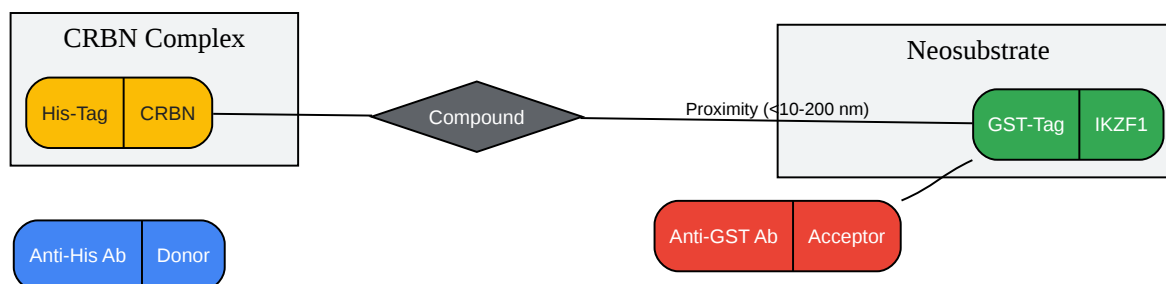 CRBN Complex
Neosubstrate
His-Tag CRBN
Compound
Proximity (<10-200 nm)
GST-Tag IKZF1
Anti-His Ab Donor
Anti-GST Ab Acceptor